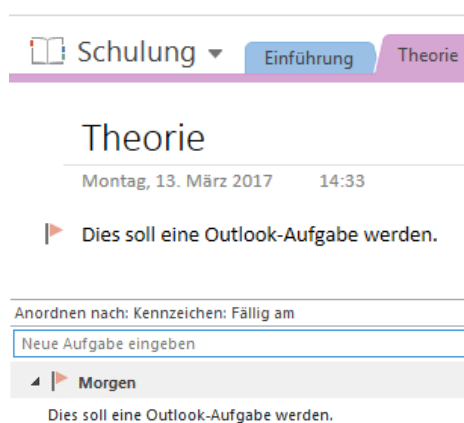 Schulung
Einführung
Theorie
Theorie
Montag, 13. März 2017 14:33
Dies soll eine Outlook-Aufgabe werden.
Anordnen nach: Kennzeichen: Fällig am
Neue Aufgabe eingeben
Morgen
Dies soll eine Outlook-Aufgabe werden.